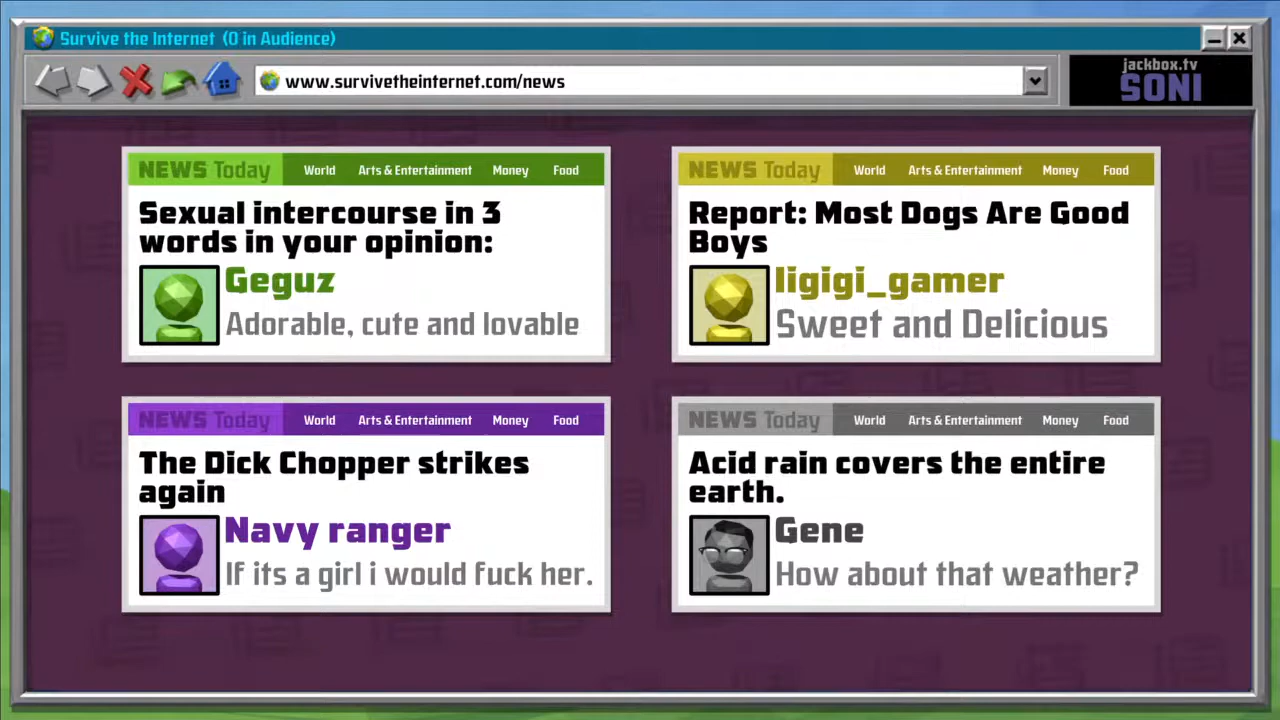 Survive the Internet (0 in Audience)
www.survivetheinternet.com/news
jackbox.tv
SONI
NEWS Today World Arts & Entertainment Money Food
Sexual intercourse in 3
words in your opinion:
Geguz
Adorable, cute and lovable
NEWS Today World Arts & Entertainment Money Food
Report: Most Dogs Are Good
Boys
ligigi_gamer
Sweet and Delicious
NEWS Today World Arts & Entertainment Money Food
The Dick Chopper strikes
again
Navy ranger
If its a girl i would fuck her.
NEWS Today World Arts & Entertainment Money Food
Acid rain covers the entire
earth.
Gene
How about that weather?